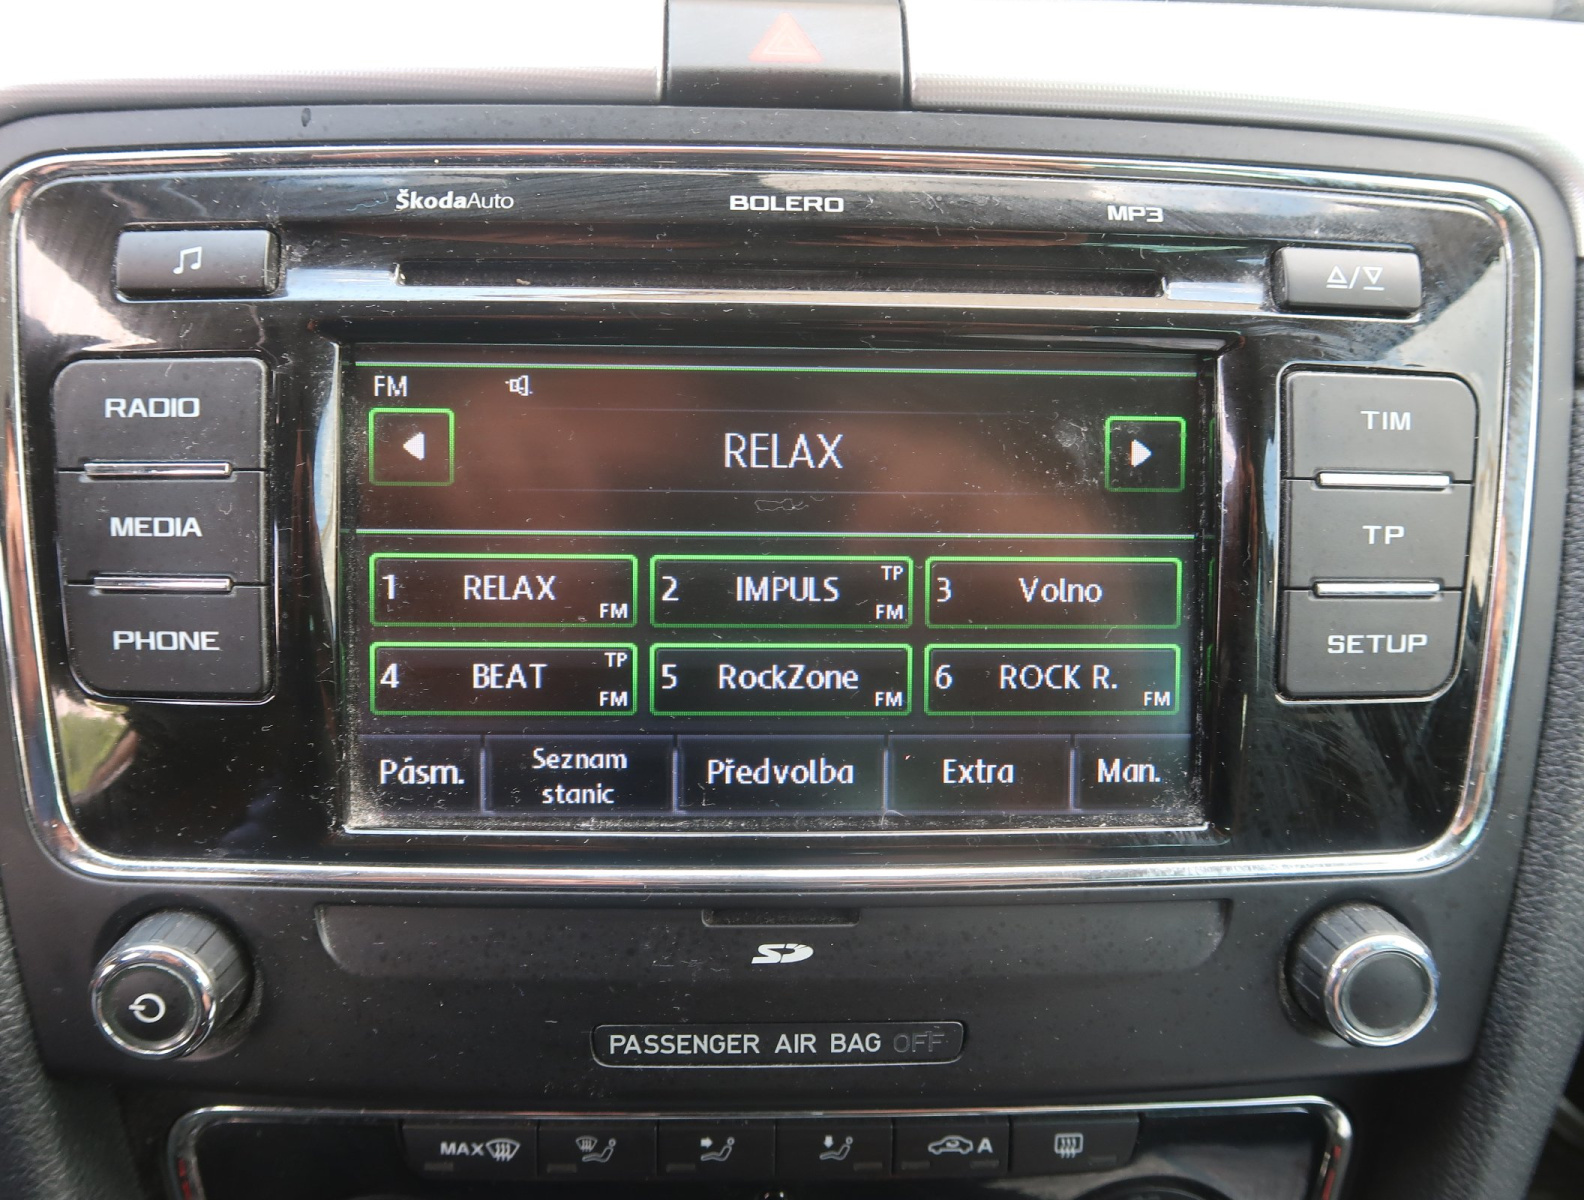 ŠkodaAuto BOLERO MP3
RADIO
MEDIA
PHONE
FM
RELAX
1 RELAX FM
2 IMPULS TP FM
3 Volno
4 BEAT TP FM
5 RockZone FM
6 ROCK R. FM
Pásm.
Seznam
stanic
Předvolba
Extra
Man.
TIM
TP
SETUP
SD
PASSENGER AIR BAG OFF
MAX
A